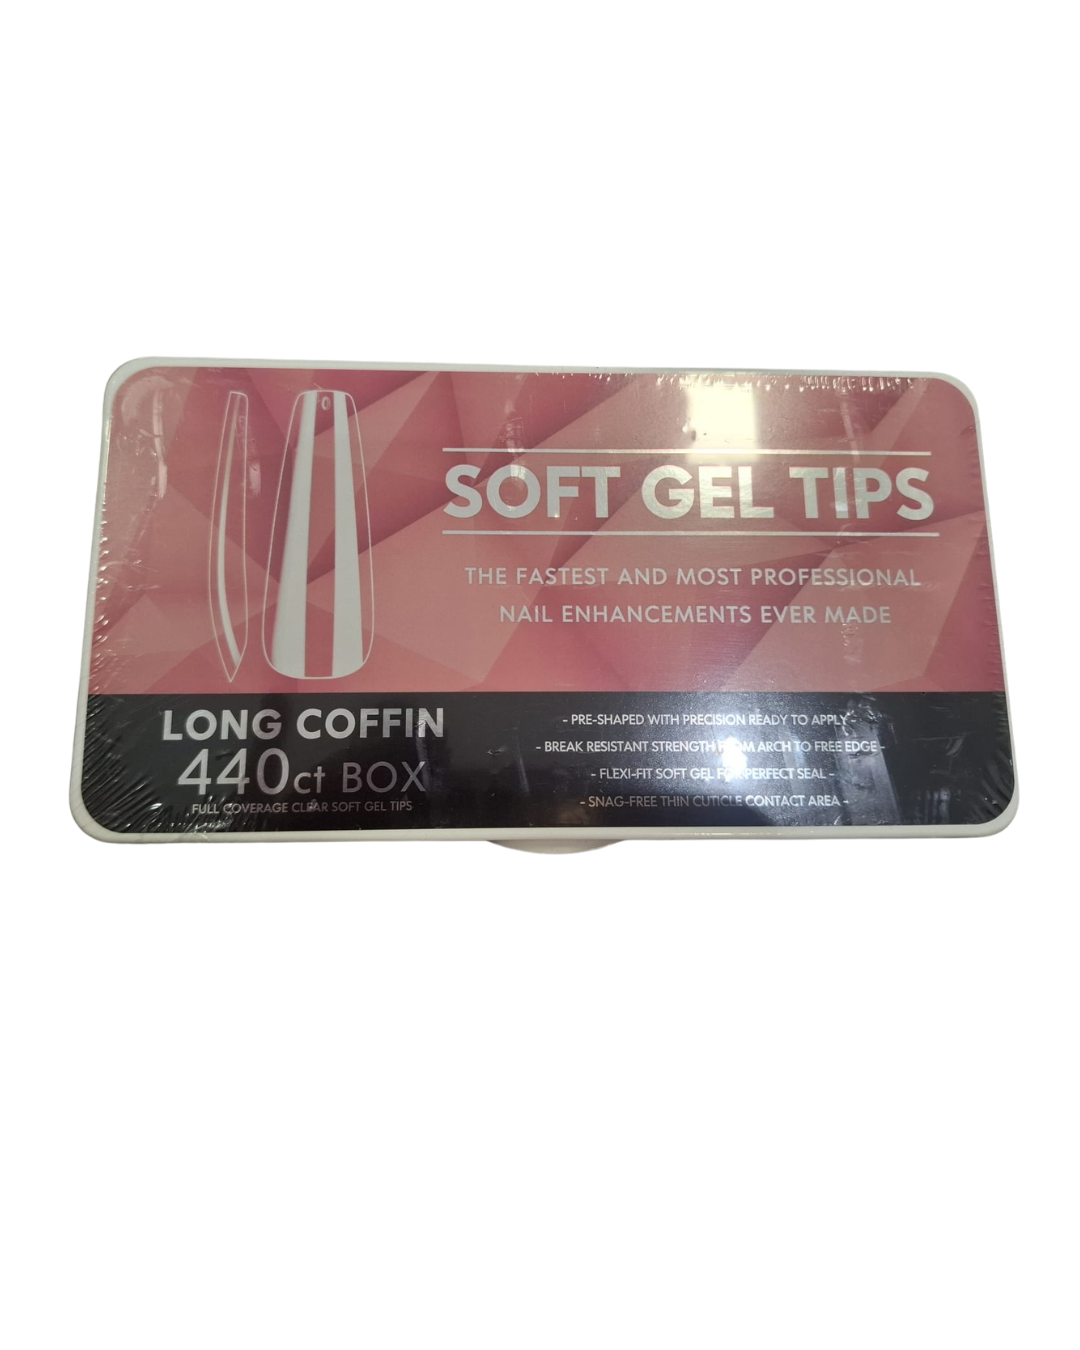 SOFT GEL TIPS
THE FASTEST AND MOST PROFESSIONAL
NAIL ENHANCEMENTS EVER MADE
LONG COFFIN
440ct BOX
FULL COVERAGE CLEAR SOFT GEL TIPS
- PRE-SHAPED WITH PRECISION READY TO APPLY -
- BREAK RESISTANT STRENGTH FROM ARCH TO FREE EDGE -
- FLEXI-FIT SOFT GEL FOR PERFECT SEAL -
- SNAG-FREE THIN CUTICLE CONTACT AREA -